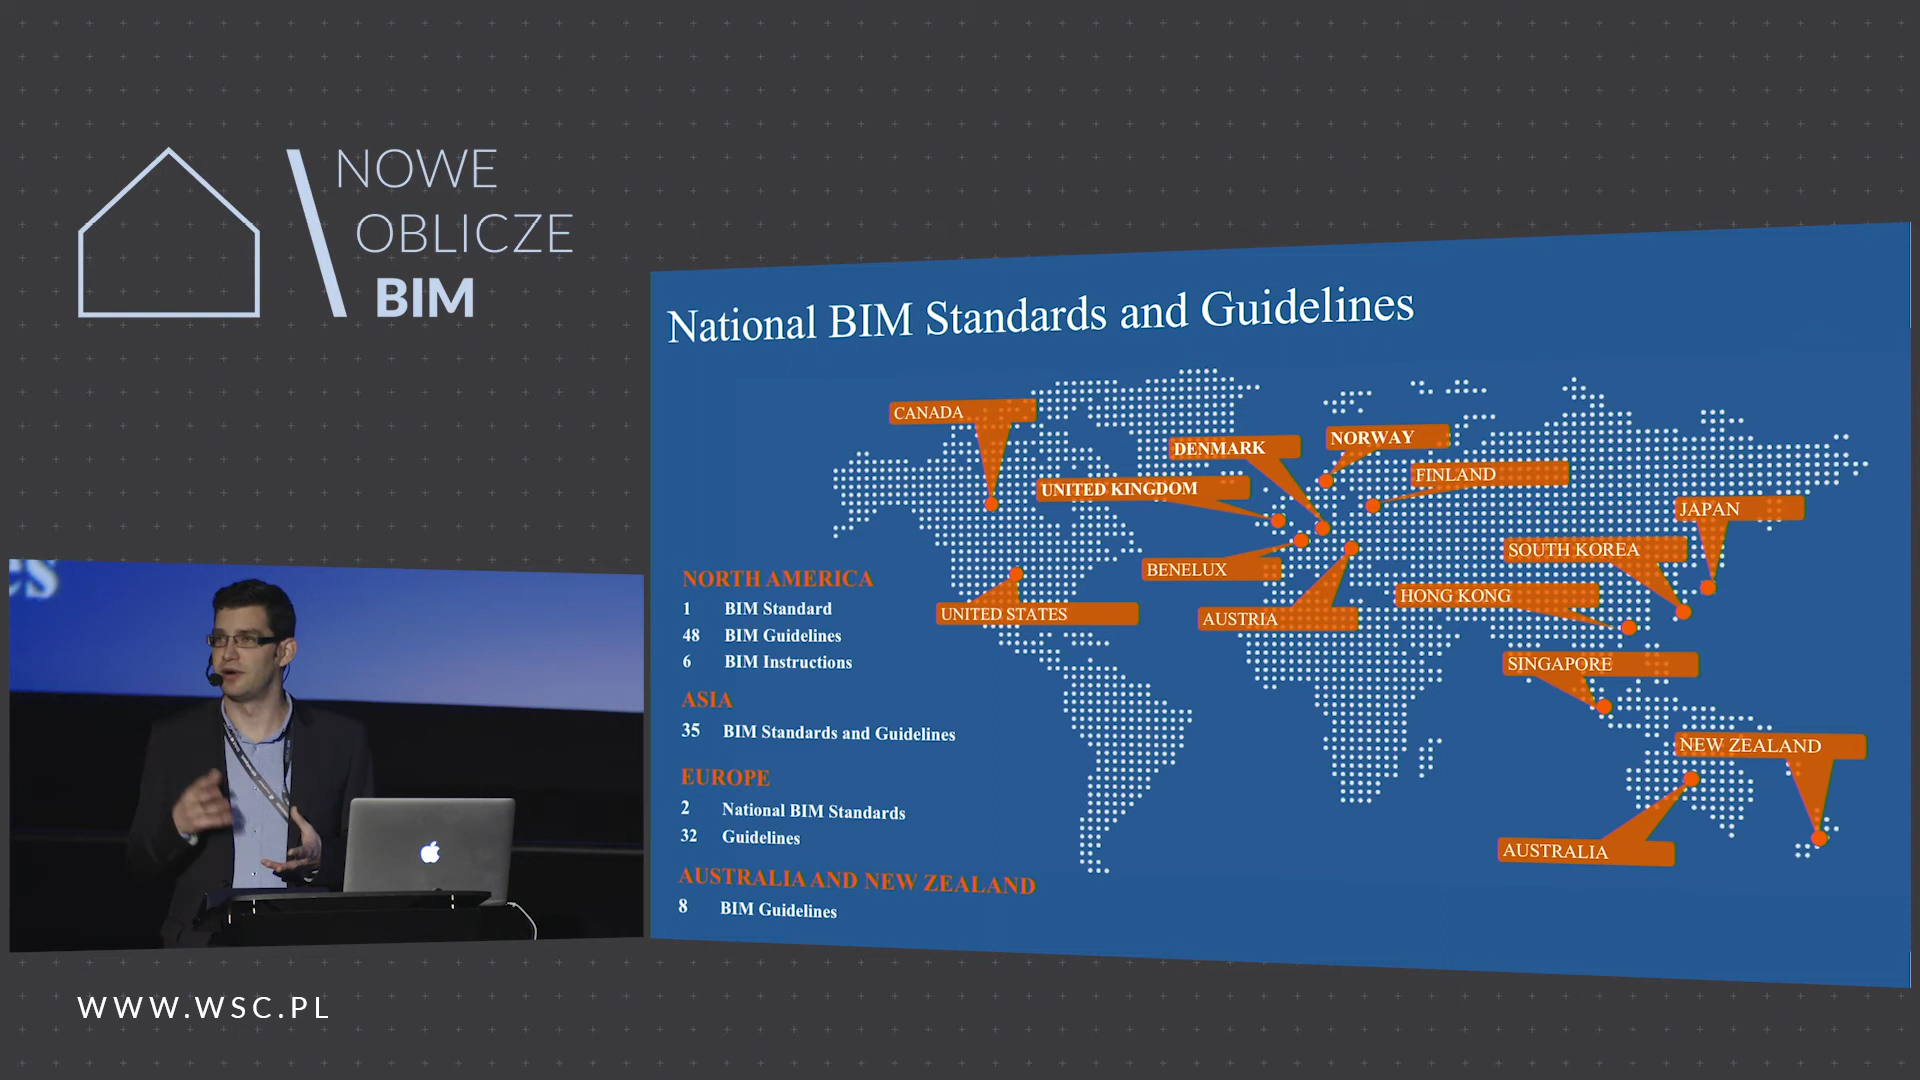 NOWE
OBLICZE
BIM
National BIM Standards and Guidelines
CANADA
NORWAY
DENMARK
FINLAND
UNITED KINGDOM
JAPAN
SOUTH KOREA
BENELUX
HONG KONG
UNITED STATES
AUSTRIA
SINGAPORE
NEW ZEALAND
AUSTRALIA
NORTH AMERICA
1 BIM Standard
48 BIM Guidelines
6 BIM Instructions
ASIA
35 BIM Standards and Guidelines
EUROPE
2 National BIM Standards
32 Guidelines
AUSTRALIA AND NEW ZEALAND
8 BIM Guidelines
es
WWW.WSC.PL